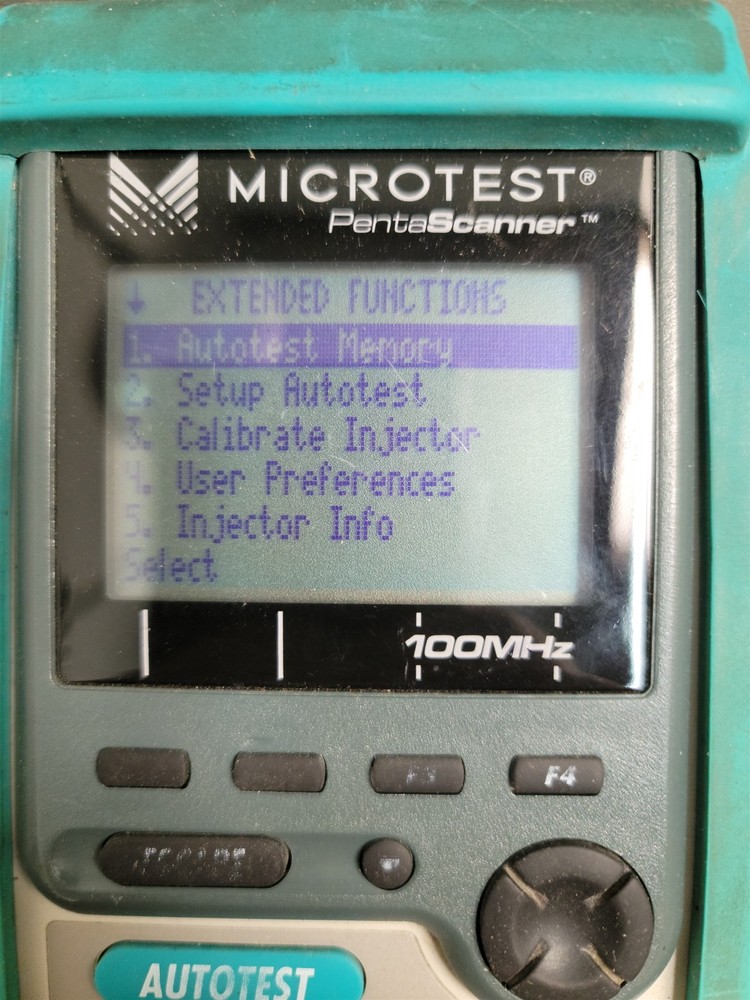 MICROTEST®
PentaScanner™
↓ EXTENDED FUNCTIONS
1. Autotest Memory
2. Setup Autotest
3. Calibrate Injector
4. User Preferences
5. Injector Info
Select
100MHz
F3 F4
AUTOTEST